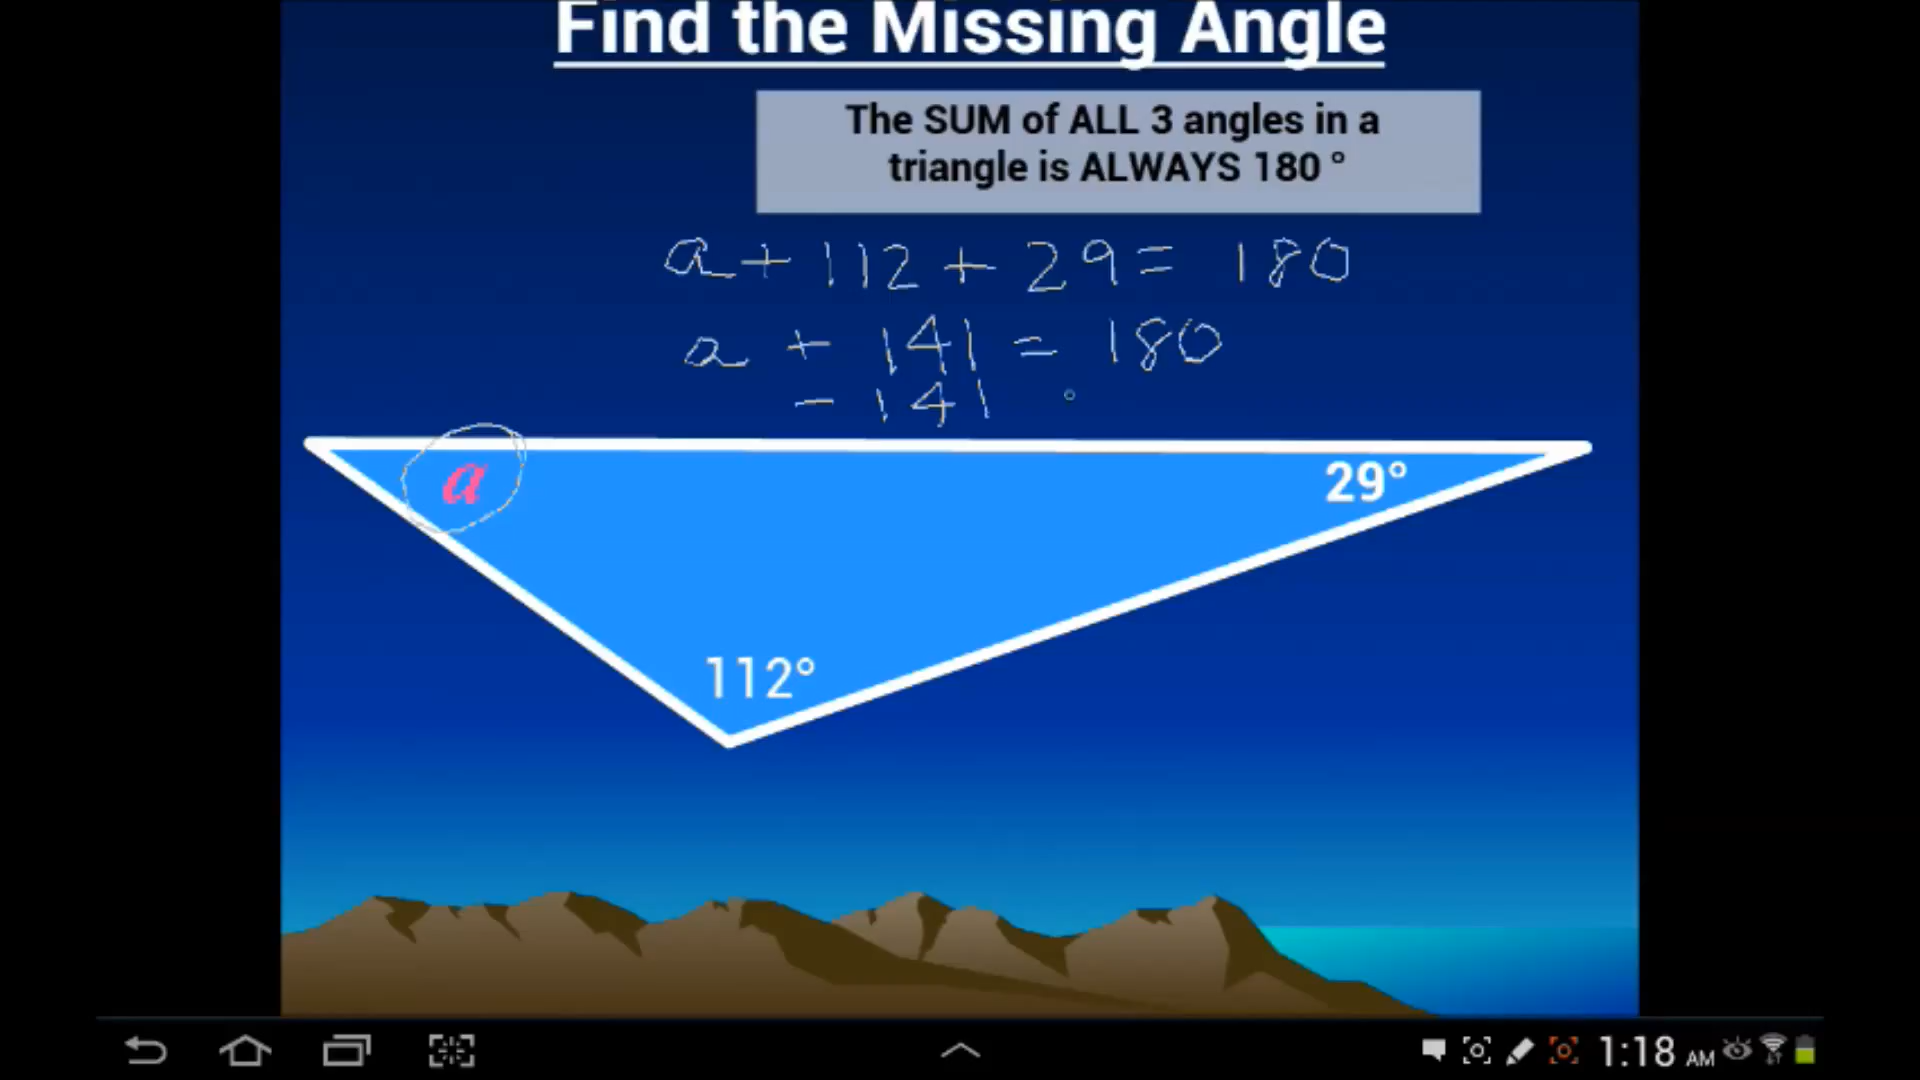 Find the Missing Angle
The SUM of ALL 3 angles in a
triangle is ALWAYS 180 °
a + 112 + 29 = 180
a + 141 = 180
- 141
a
29°
112°
1:18 AM